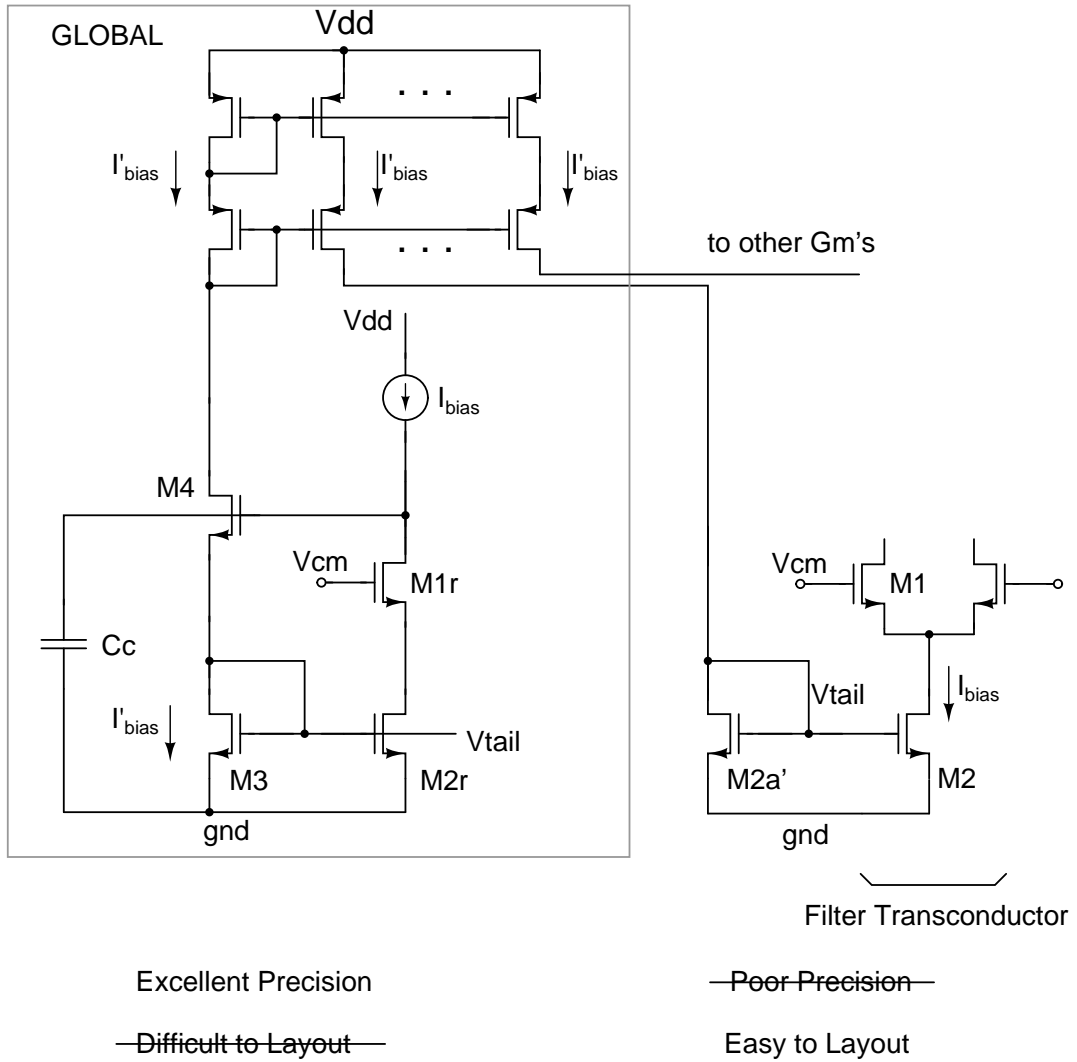 GLOBAL
Vdd
. . .
I'bias
I'bias
I'bias
. . .
to other Gm's
Vdd
Ibias
M4
Vcm
M1r
Vcm
M1
Cc
Ibias
Vtail
I'bias
Vtail
M3
M2r
M2a’
M2
gnd
gnd
Filter Transconductor
Excellent Precision
Poor Precision
Difficult to Layout
Easy to Layout